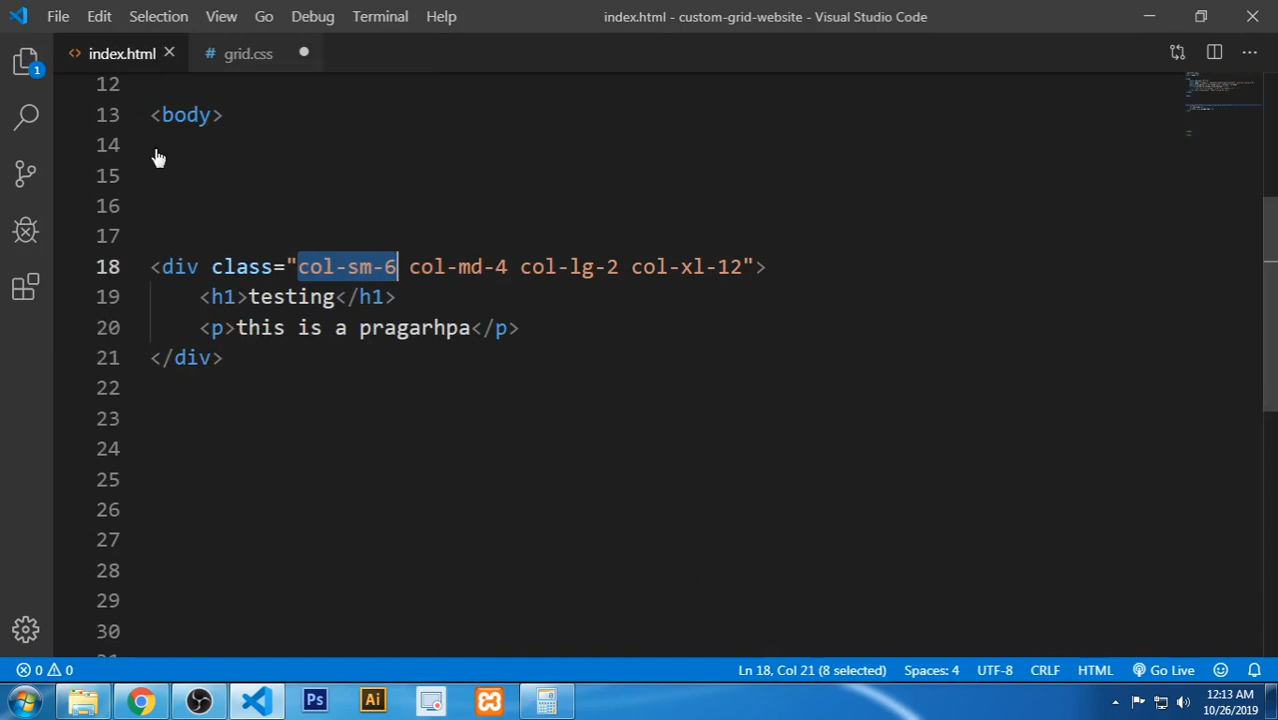 File Edit Selection View Go Debug Terminal Help index.html - custom-grid-website - Visual Studio Code
index.html # grid.css
1
12
13 <body>
14
15
16
17
18 <div class="col-sm-6 col-md-4 col-lg-2 col-xl-12">
19 <h1>testing</h1>
20 <p>this is a pragarhpa</p>
21 </div>
22
23
24
25
26
27
28
29
30
0 0 Ln 18, Col 21 (8 selected) Spaces: 4 UTF-8 CRLF HTML Go Live
Ps Ai 12:13 AM
10/26/2019